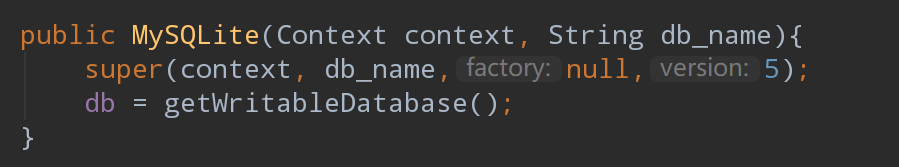 public MySQLite(Context context, String db_name){
super(context, db_name, factory: null, version: 5);
db = getWritableDatabase();
}